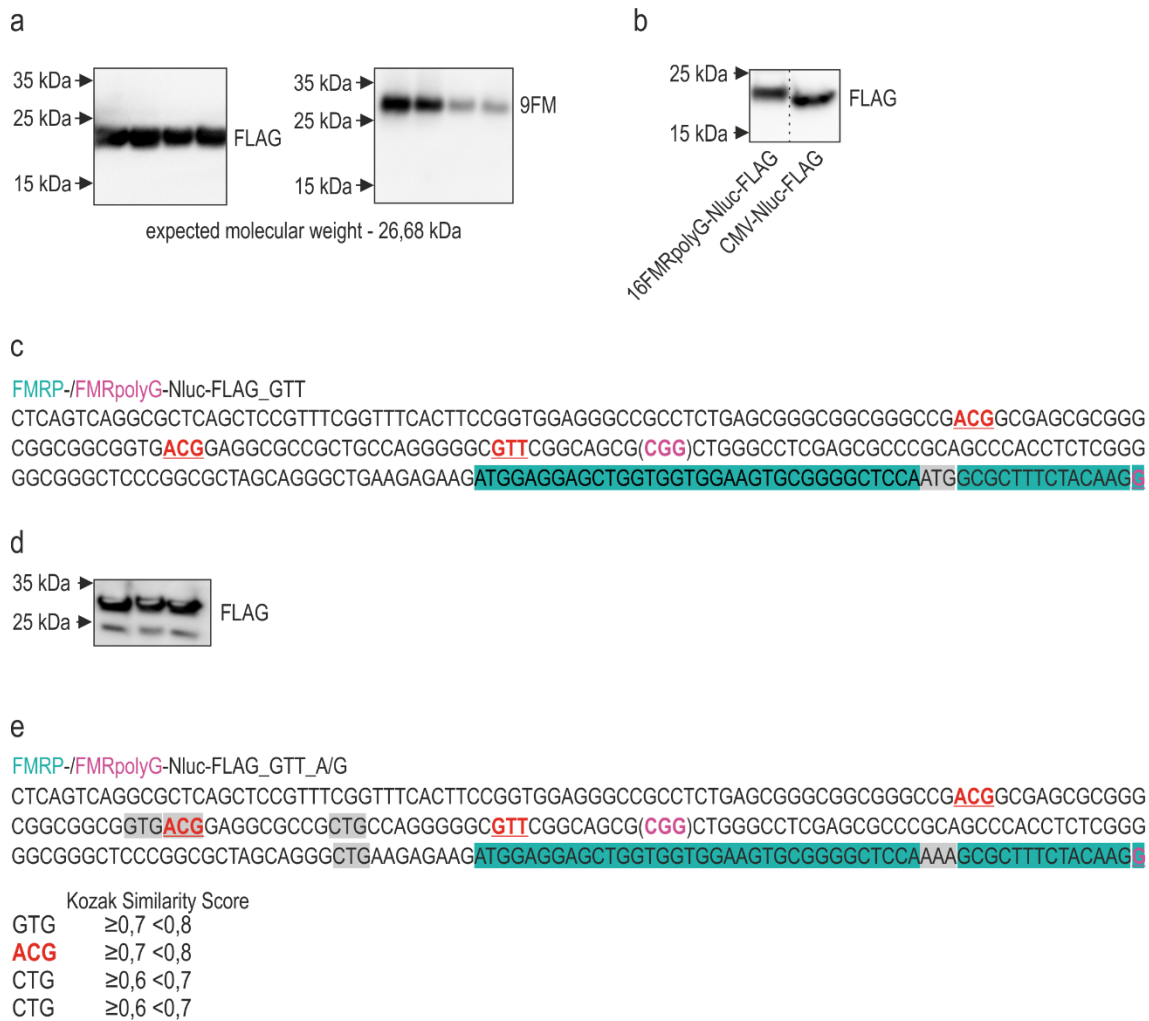 a
35 kDa
25 kDa
15 kDa
FLAG
35 kDa
25 kDa
15 kDa
9FM
expected molecular weight - 26,68 kDa
b
25 kDa
15 kDa
FLAG
16FMRpolyG-Nluc-FLAG
CMV-Nluc-FLAG
c
FMRP-/FMRpolyG-Nluc-FLAG_GTT
CTCAGTCAGGCGCTCAGCTCCGTTTCGGTTTCACTTCCGGTGGAGGGCCGCCTCTGAGCGGGCGGCGGGCCGACGGCGAGCGCGGG
CGGCGGCGGTGACGGAGGCGCCGCTGCCAGGGGGCGTTCGGCAGCG(CGG)CTGGGCCTCGAGCGCCCGCAGCCCACCTCTCGGG
GGCGGGCTCCCGGCGCTAGCAGGGCTGAAGAGAAGATGGAGGAGCTGGTGGTGGAAGTGCGGGGCTCCAATGGCGCTTTCTACAAGG
d
35 kDa
25 kDa
FLAG
e
FMRP-/FMRpolyG-Nluc-FLAG_GTT_A/G
CTCAGTCAGGCGCTCAGCTCCGTTTCGGTTTCACTTCCGGTGGAGGGCCGCCTCTGAGCGGGCGGCGGGCCGACGGCGAGCGCGGG
CGGCGGCGGTGACGGAGGCGCCGCTGCCAGGGGGCGTTCGGCAGCG(CGG)CTGGGCCTCGAGCGCCCGCAGCCCACCTCTCGGG
GGCGGGCTCCCGGCGCTAGCAGGGCTGAAGAGAAGATGGAGGAGCTGGTGGTGGAAGTGCGGGGCTCCAAAAGCGCTTTCTACAAGG
Kozak Similarity Score
GTG ≥0,7 <0,8
ACG ≥0,7 <0,8
CTG ≥0,6 <0,7
CTG ≥0,6 <0,7